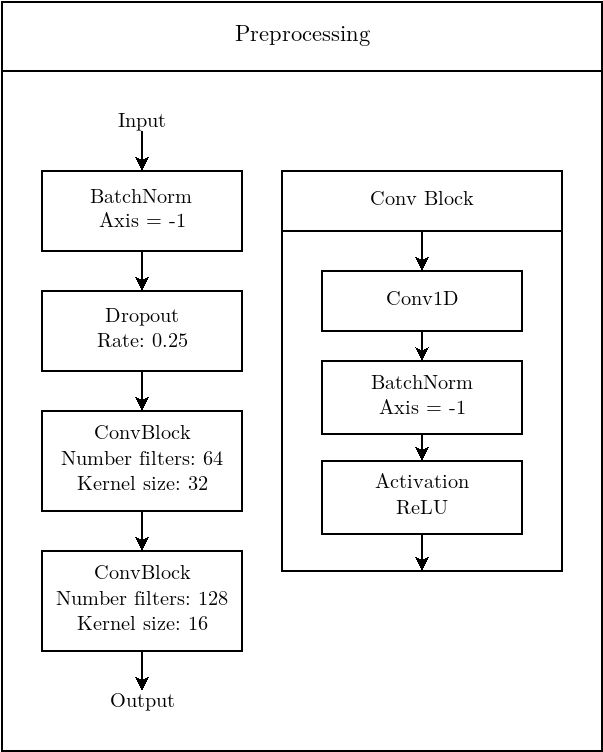 Preprocessing
Input
BatchNorm
Axis = -1
Dropout
Rate: 0.25
ConvBlock
Number filters: 64
Kernel size: 32
ConvBlock
Number filters: 128
Kernel size: 16
Output
Conv Block
Conv1D
BatchNorm
Axis = -1
Activation
ReLU